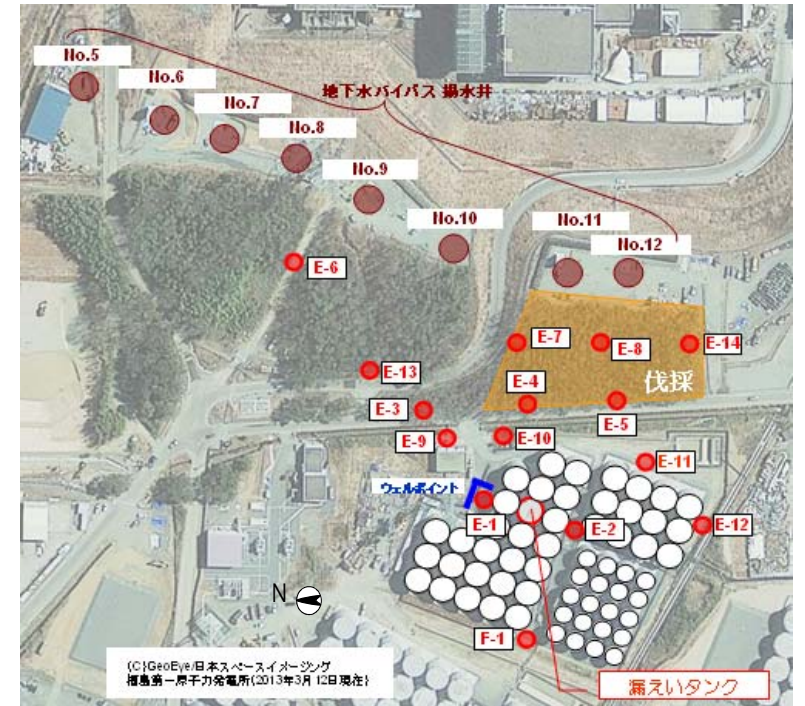 No.5
No.6
No.7
No.8
No.9
No.10
No.11
No.12
地下水バイパス 揚水井
E-6
E-7
E-8
E-14
E-13
伐採
E-4
E-3
E-5
E-9
E-10
E-11
ウェルポイント
E-1
E-2
E-12
N
F-1
(C)GeoEye/日本スペースイメージング
福島第一原子力発電所(2013年3月12日現在)
漏えいタンク